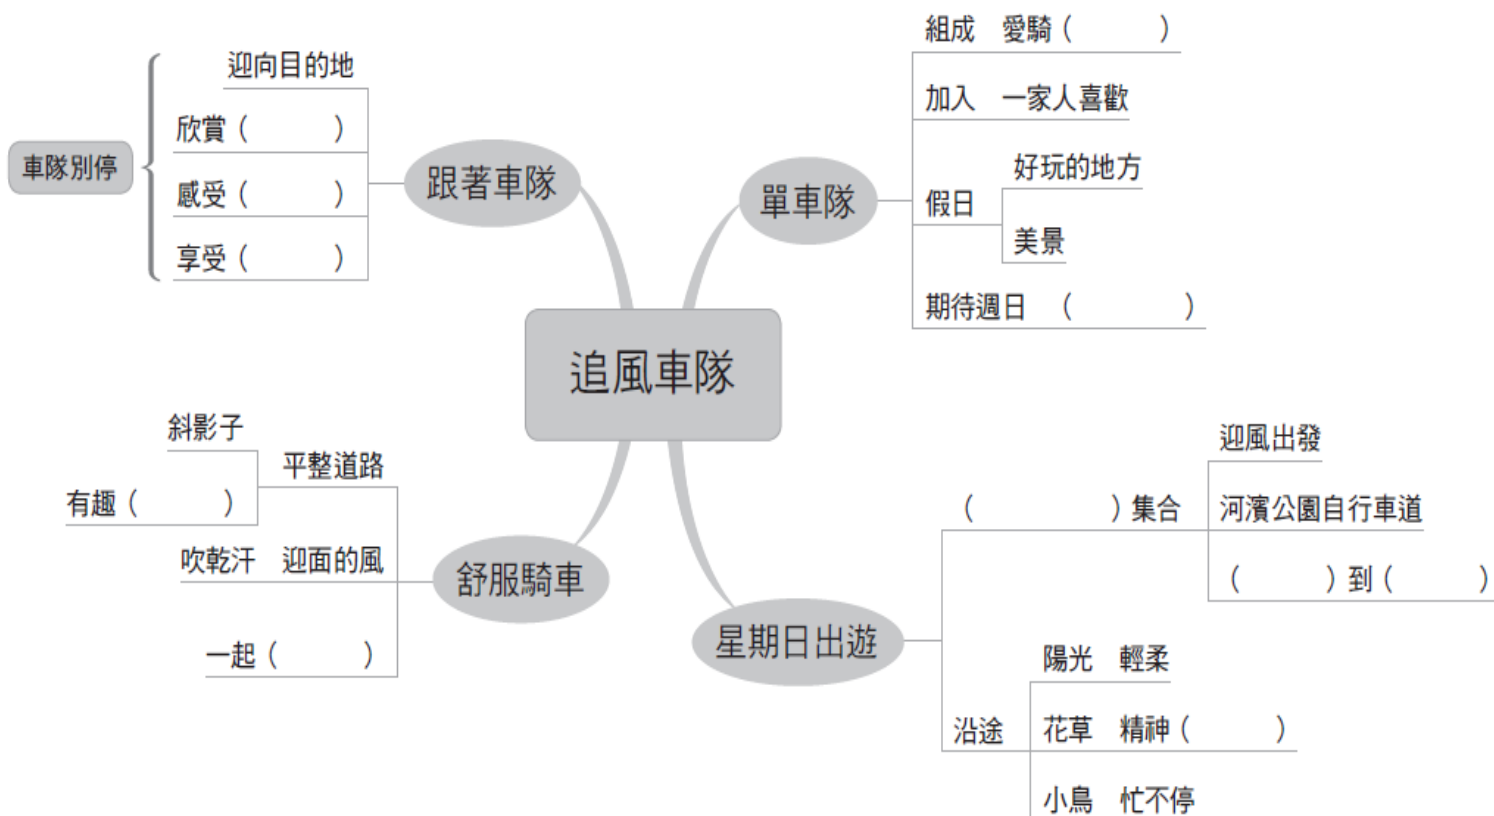 追風車隊
單車隊
組成　愛騎（　　　）
加入　一家人喜歡
假日
好玩的地方
美景
期待週日　（　　　　）
星期日出遊
（　　　　　）集合
迎風出發
河濱公園自行車道
（　　　）到（　　　）
沿途
陽光　輕柔
花草　精神（　　　）
小鳥　忙不停
舒服騎車
平整道路
斜影子
有趣（　　　）
吹乾汗　迎面的風
一起（　　　）
跟著車隊
迎向目的地
欣賞（　　　）
感受（　　　）
享受（　　　）
車隊別停